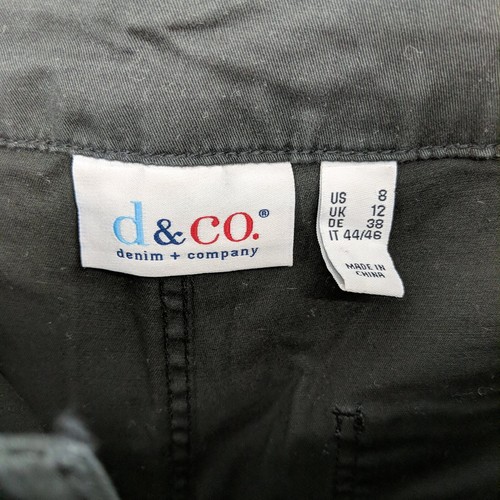 d&co.®
denim + company
US 8
UK 12
DE 38
IT 44/46
MADE IN
CHINA